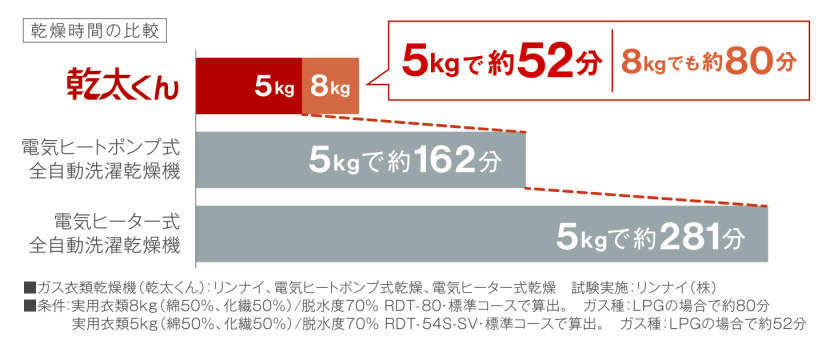 乾燥時間の比較
乾太くん
5kg
8kg
5kgで約52分
8kgでも約80分
電気ヒートポンプ式
全自動洗濯乾燥機
5kgで約162分
電気ヒーター式
全自動洗濯乾燥機
5kgで約281分
■ガス衣類乾燥機(乾太くん):リンナイ、電気ヒートポンプ式乾燥、電気ヒーター式乾燥　試験実施:リンナイ(株)
■条件:実用衣類8kg(綿50%、化繊50%)/脱水度70% RDT-80・標準コースで算出。　ガス種:LPGの場合で約80分
実用衣類5kg(綿50%、化繊50%)/脱水度70% RDT-54S-SV・標準コースで算出。　ガス種:LPGの場合で約52分